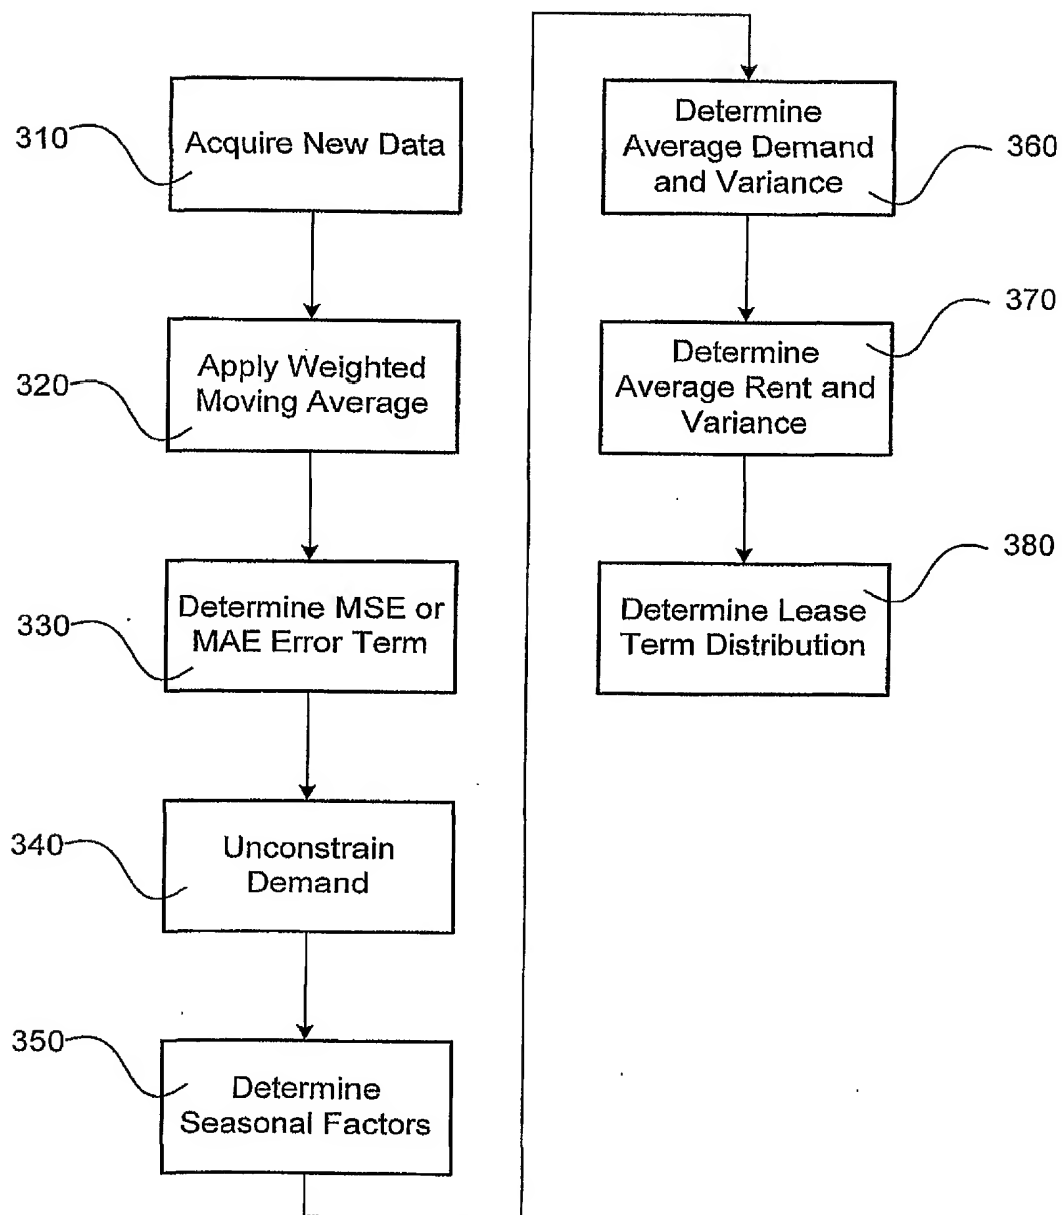 310
Acquire New Data
320
Apply Weighted
Moving Average
330
Determine MSE or
MAE Error Term
340
Unconstrain
Demand
350
Determine
Seasonal Factors
360
Determine
Average Demand
and Variance
370
Determine
Average Rent and
Variance
380
Determine Lease
Term Distribution